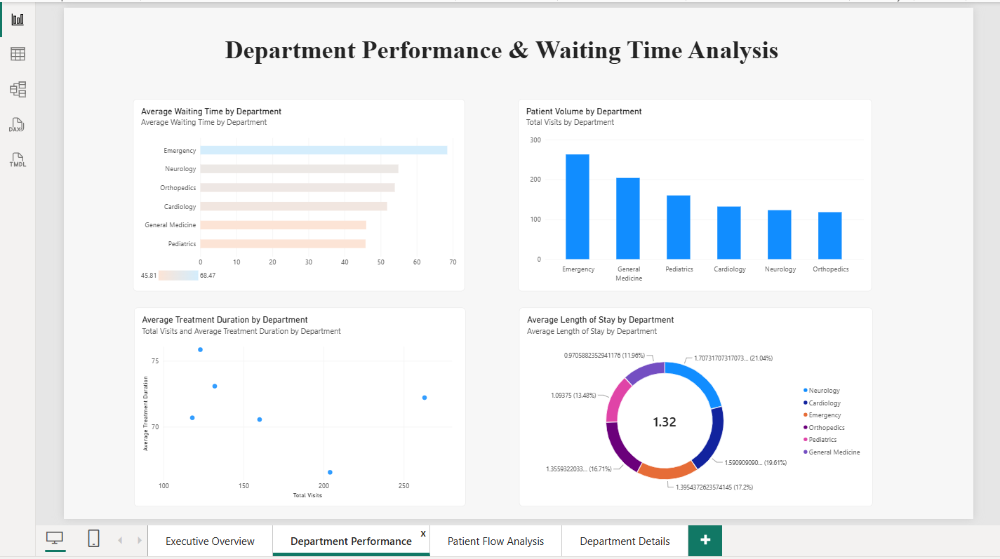 DAX
TMDL
Department Performance & Waiting Time Analysis
Average Waiting Time by Department
Average Waiting Time by Department
Emergency
Neurology
Orthopedics
Cardiology
General Medicine
Pediatrics
0 10 20 30 40 50 60 70
45.81 68.47
Patient Volume by Department
Total Visits by Department
300
200
100
0
Emergency General Pediatrics Cardiology Neurology Orthopedics
Medicine
Average Treatment Duration by Department
Total Visits and Average Treatment Duration by Department
Average Treatment Duration
75
70
100 150 200 250
Total Visits
Average Length of Stay by Department
Average Length of Stay by Department
0.9705882352941176 (11.96%)
1.70731707317073... (21.04%)
1.09375 (13.48%)
1.32
1.3559322033... (16.71%)
1.590909090... (19.61%)
1.3954372623574145 (17.2%)
Neurology
Cardiology
Emergency
Orthopedics
Pediatrics
General Medicine
Executive Overview Department Performance x Patient Flow Analysis Department Details +